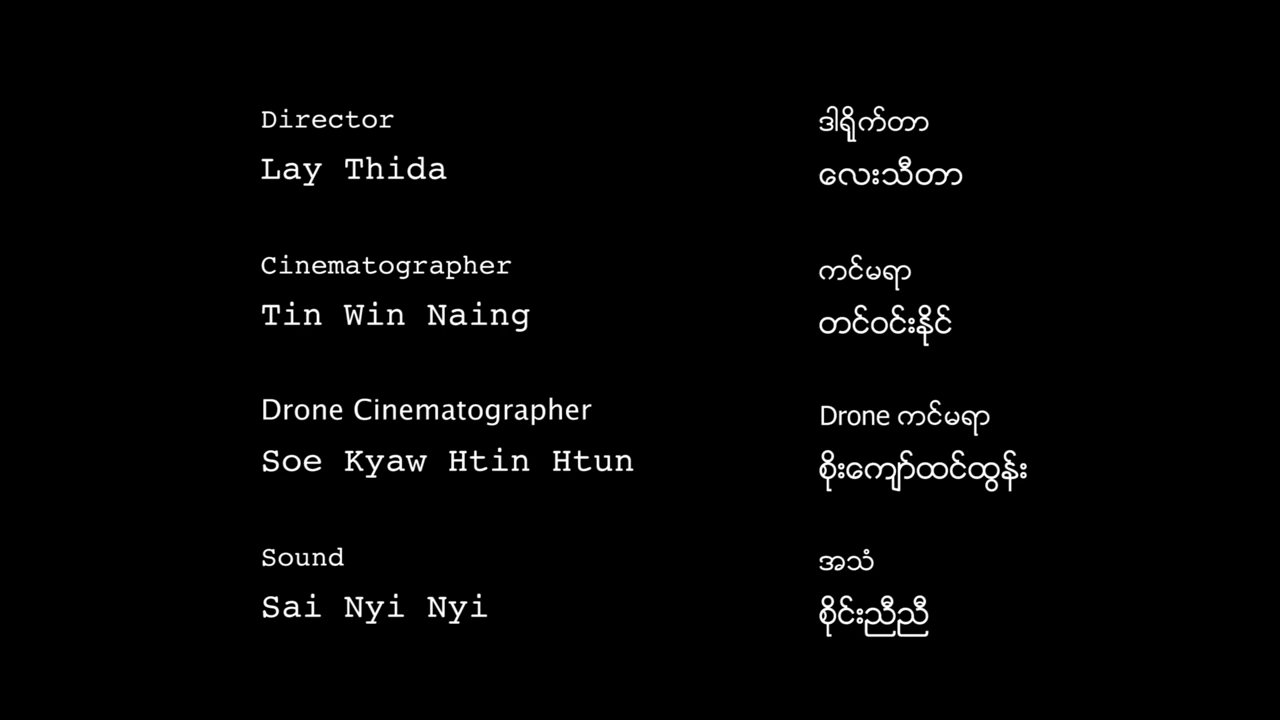 Director
Lay Thida
Cinematographer
Tin Win Naing
Drone Cinematographer
Soe Kyaw Htin Htun
Sound
Sai Nyi Nyi
ဒါရိုက်တာ
လေးသီတာ
ကင်မရာ
တင်ဝင်းနိုင်
Drone ကင်မရာ
စိုးကျော်ထင်ထွန်း
အသံ
စိုင်းညီညီ